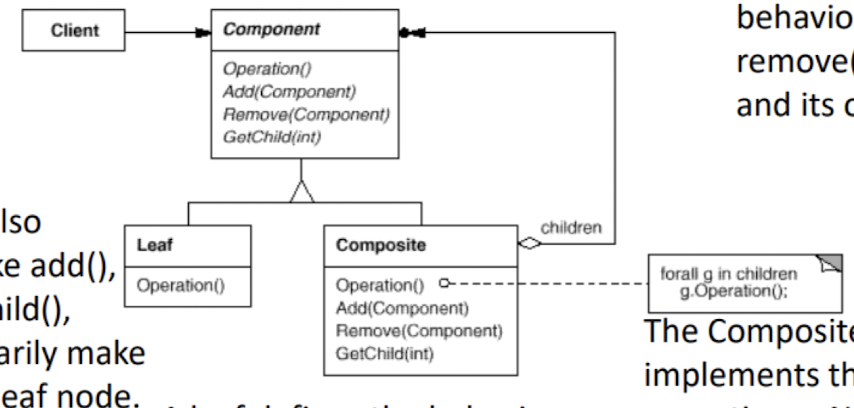 behavio
remove(
and its
Client
Component
Operation()
Add(Component)
Remove(Component)
GetChild(int)
lso
ke add(),
ild(),
arily make
eaf node.
Leaf
Operation()
Composite
Operation()
Add(Component)
Remove(Component)
GetChild(int)
children
forall g in children
g.Operation();
The Composite
implements th